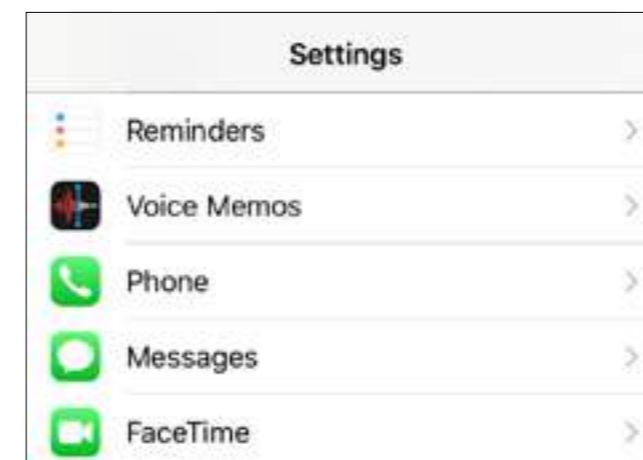 Settings
Reminders
Voice Memos
Phone
Messages
FaceTime